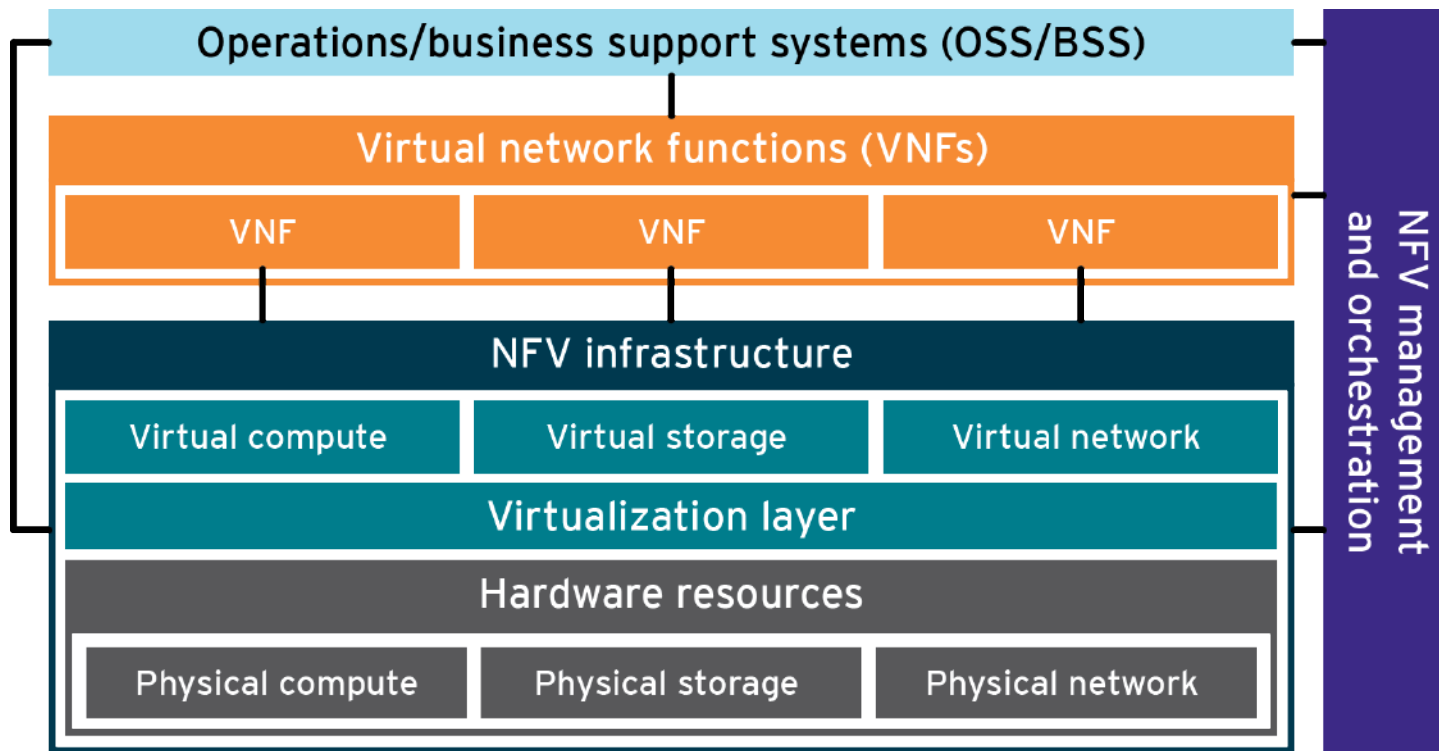 Operations/business support systems (OSS/BSS)
Virtual network functions (VNFs)
VNF
VNF
VNF
NFV infrastructure
Virtual compute
Virtual storage
Virtual network
Virtualization layer
Hardware resources
Physical compute
Physical storage
Physical network
NFV management
and orchestration